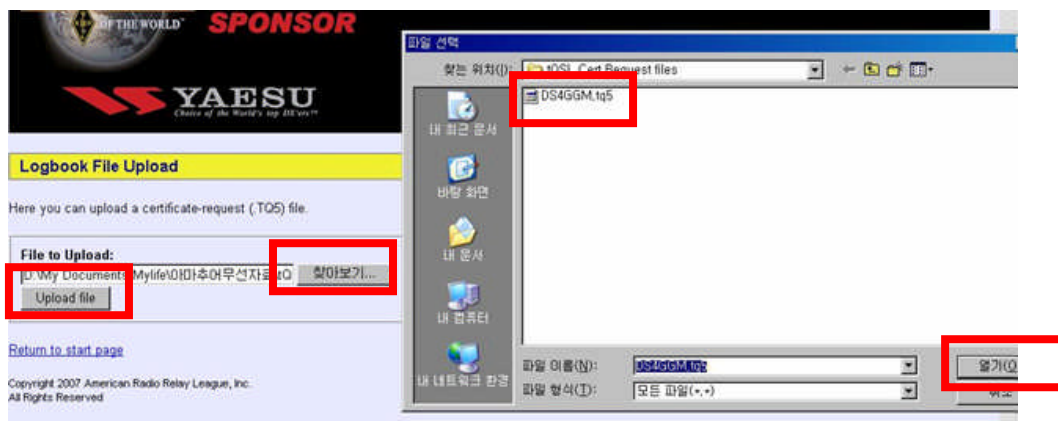 OF THE WORLD
SPONSOR
YAESU
Choice of the World's top DX'ers™
Logbook File Upload
Here you can upload a certificate-request (.TQ5) file.
File to Upload:
D:\My Documents\Mylife\아마추어무선자료\tQ
찾아보기...
Upload file
Return to start page
Copyright 2007 American Radio Relay League, Inc.
All Rights Reserved
파일 선택
찾는 위치(I):
tQSL Cert Request files
DS4GGM.tq5
내 최근 문서
바탕 화면
내 문서
내 컴퓨터
내 네트워크 환경
파일 이름(N):
DS4GGM.tq5
열기(O
파일 형식(T):
모든 파일(*.*)
취소